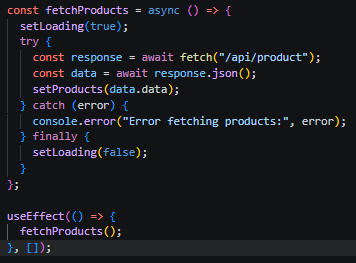 const fetchProducts = async () => {
  setLoading(true);
  try {
    const response = await fetch("/api/product");
    const data = await response.json();
    setProducts(data.data);
  } catch (error) {
    console.error("Error fetching products:", error);
  } finally {
    setLoading(false);
  }
};

useEffect(() => {
  fetchProducts();
}, []);